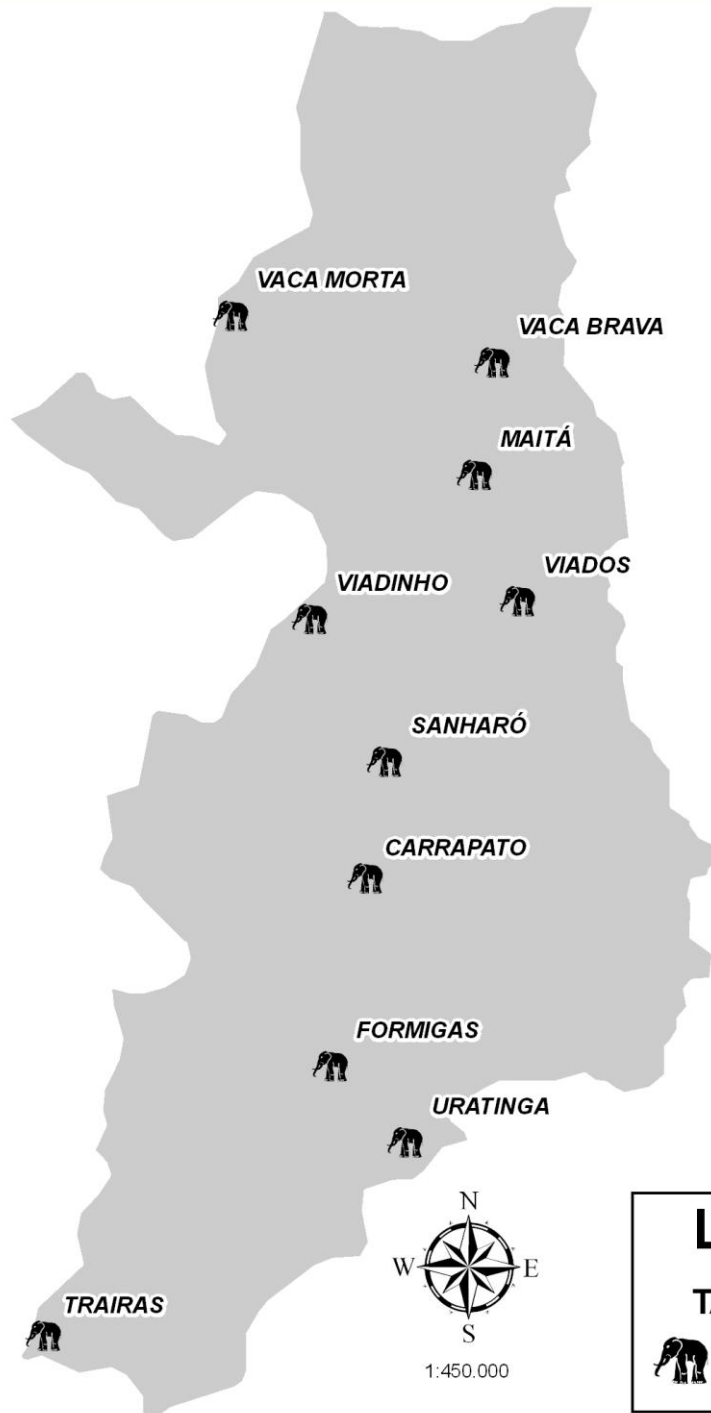 VACA MORTA
VACA BRAVA
MAITÁ
VIADOS
VIADINHO
SANHARÓ
CARRAPATO
FORMIGAS
URATINGA
N
W E
S
1:450.000
TRAIRAS